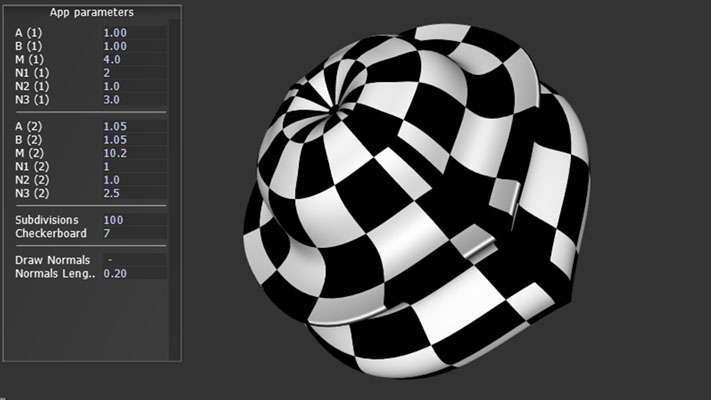 App parameters
A (1) 1.00
B (1) 1.00
M (1) 4.0
N1 (1) 2
N2 (1) 1.0
N3 (1) 3.0
A (2) 1.05
B (2) 1.05
M (2) 10.2
N1 (2) 1
N2 (2) 1.0
N3 (2) 2.5
Subdivisions 100
Checkerboard 7
Draw Normals -
Normals Leng.. 0.20